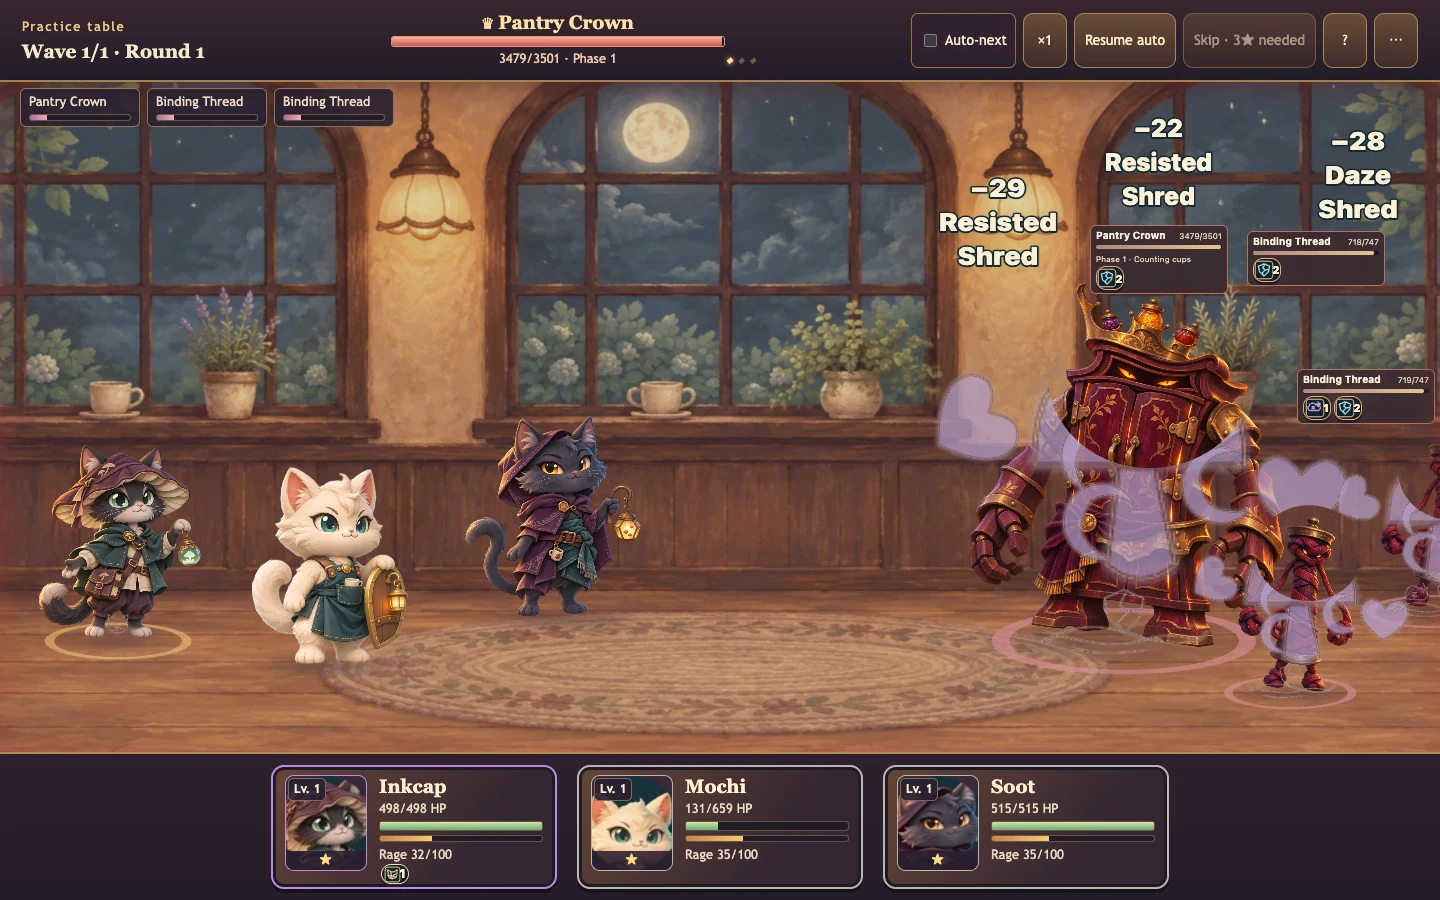 Practice table
Wave 1/1 · Round 1
♛ Pantry Crown
3479/3501 · Phase 1
Auto-next
×1
Resume auto
Skip · 3★ needed
?
...
Pantry Crown
Binding Thread
Binding Thread
−22
Resisted
Shred
−28
Daze
Shred
−29
Resisted
Shred
Pantry Crown 3479/3501
Phase 1 · Counting cups
2
Binding Thread 718/747
2
Binding Thread 719/747
1 2
Lv. 1
Inkcap
498/498 HP
Rage 32/100
1
Lv. 1
Mochi
131/659 HP
Rage 35/100
Lv. 1
Soot
515/515 HP
Rage 35/100